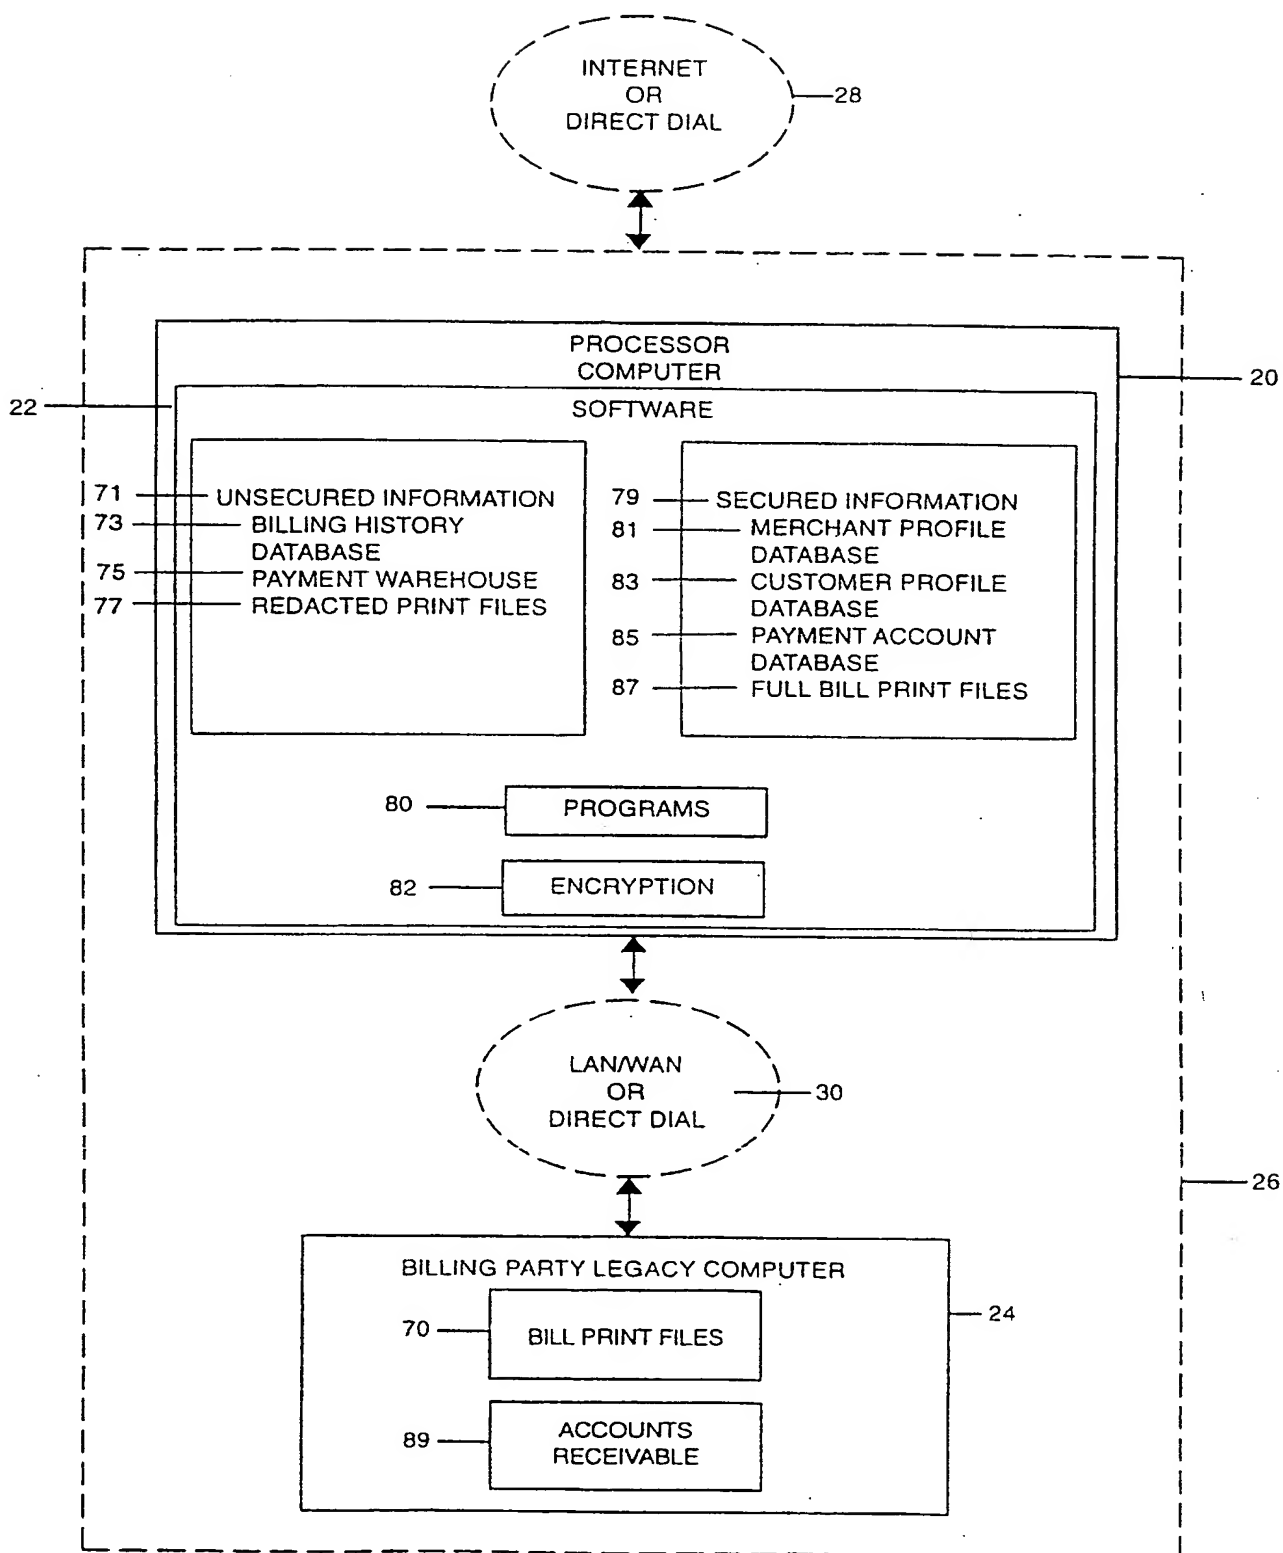 INTERNET
OR
DIRECT DIAL
28
PROCESSOR
COMPUTER
20
22
SOFTWARE
71 UNSECURED INFORMATION
73 BILLING HISTORY
DATABASE
75 PAYMENT WAREHOUSE
77 REDACTED PRINT FILES
79 SECURED INFORMATION
81 MERCHANT PROFILE
DATABASE
83 CUSTOMER PROFILE
DATABASE
85 PAYMENT ACCOUNT
DATABASE
87 FULL BILL PRINT FILES
80 PROGRAMS
82 ENCRYPTION
LAN/WAN
OR
DIRECT DIAL
30
26
BILLING PARTY LEGACY COMPUTER
24
70 BILL PRINT FILES
89 ACCOUNTS
RECEIVABLE